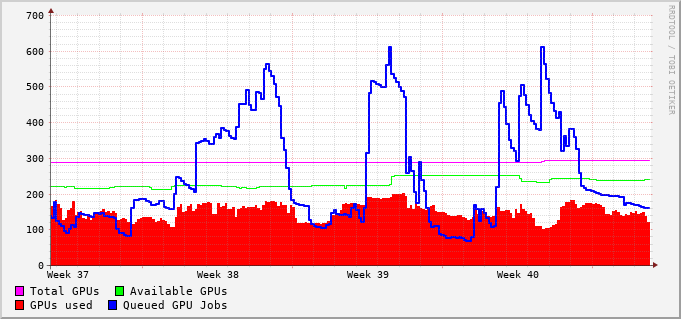 700
600
500
400
300
200
100
0
Week 37 Week 38 Week 39 Week 40
Total GPUs Available GPUs
GPUs used Queued GPU Jobs
RRDTOOL / TOBI OETIKER